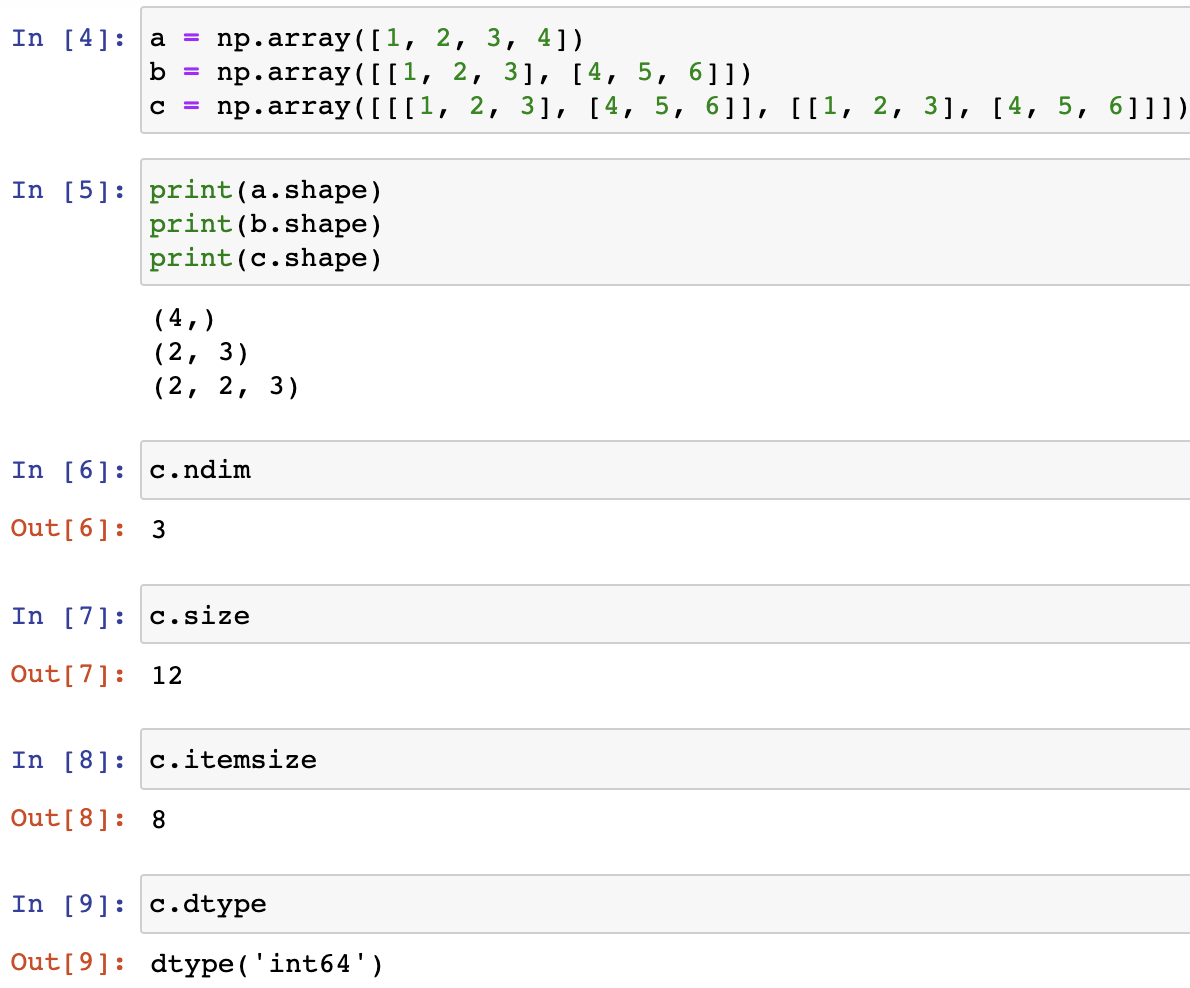 In [4]: a = np.array([1, 2, 3, 4])
b = np.array([[1, 2, 3], [4, 5, 6]])
c = np.array([[[1, 2, 3], [4, 5, 6]], [[1, 2, 3], [4, 5, 6]]])
In [5]: print(a.shape)
print(b.shape)
print(c.shape)
(4,)
(2, 3)
(2, 2, 3)
In [6]: c.ndim
Out[6]: 3
In [7]: c.size
Out[7]: 12
In [8]: c.itemsize
Out[8]: 8
In [9]: c.dtype
Out[9]: dtype('int64')